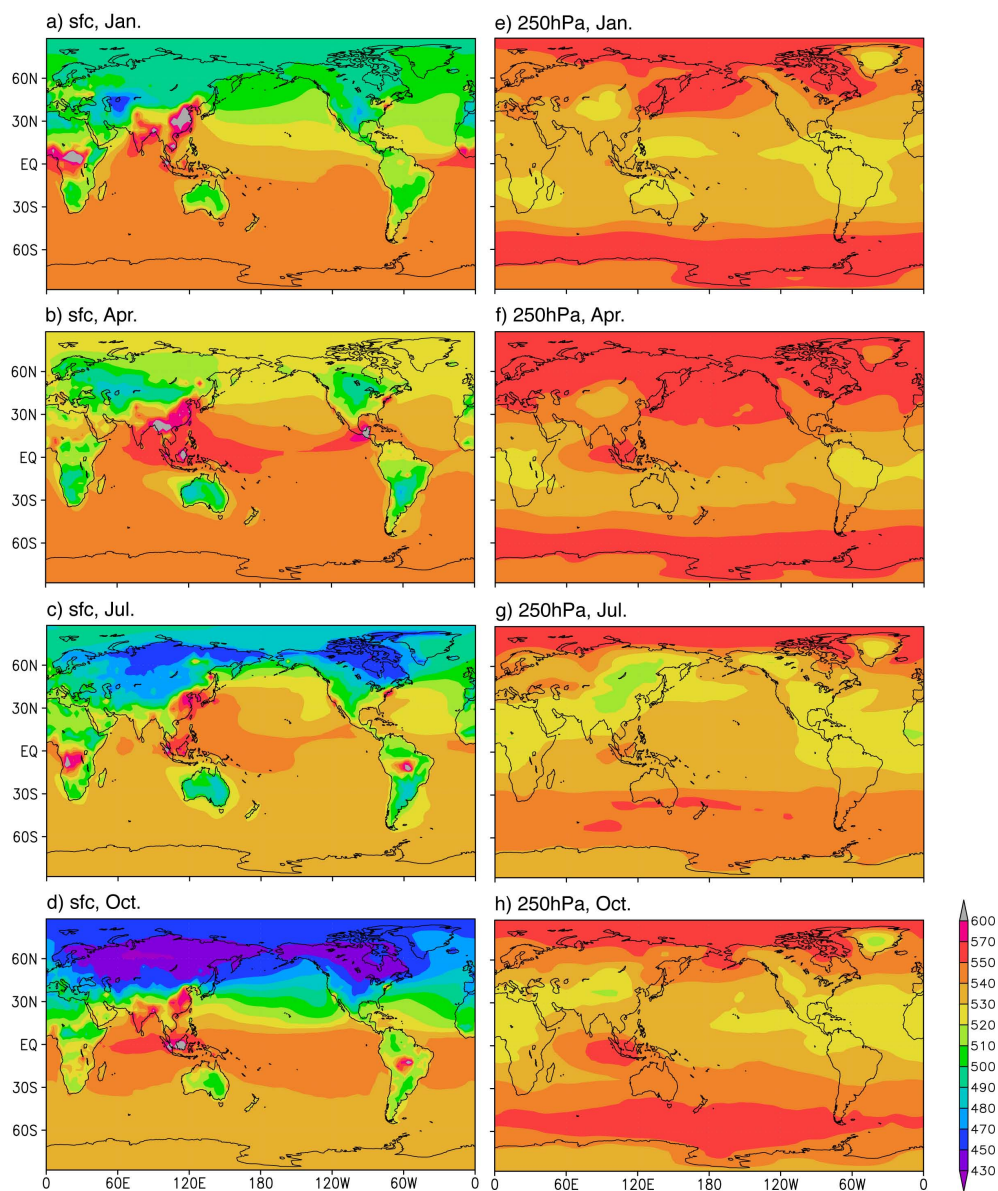 a) sfc, Jan.
e) 250hPa, Jan.
60N
30N
EQ
30S
60S
b) sfc, Apr.
f) 250hPa, Apr.
60N
30N
EQ
30S
60S
c) sfc, Jul.
g) 250hPa, Jul.
60N
30N
EQ
30S
60S
d) sfc, Oct.
h) 250hPa, Oct.
60N
30N
EQ
30S
60S
0 60E 120E 180 120W 60W 0 60E 120E 180 120W 60W 0
600
570
550
540
530
520
510
500
490
480
470
450
430